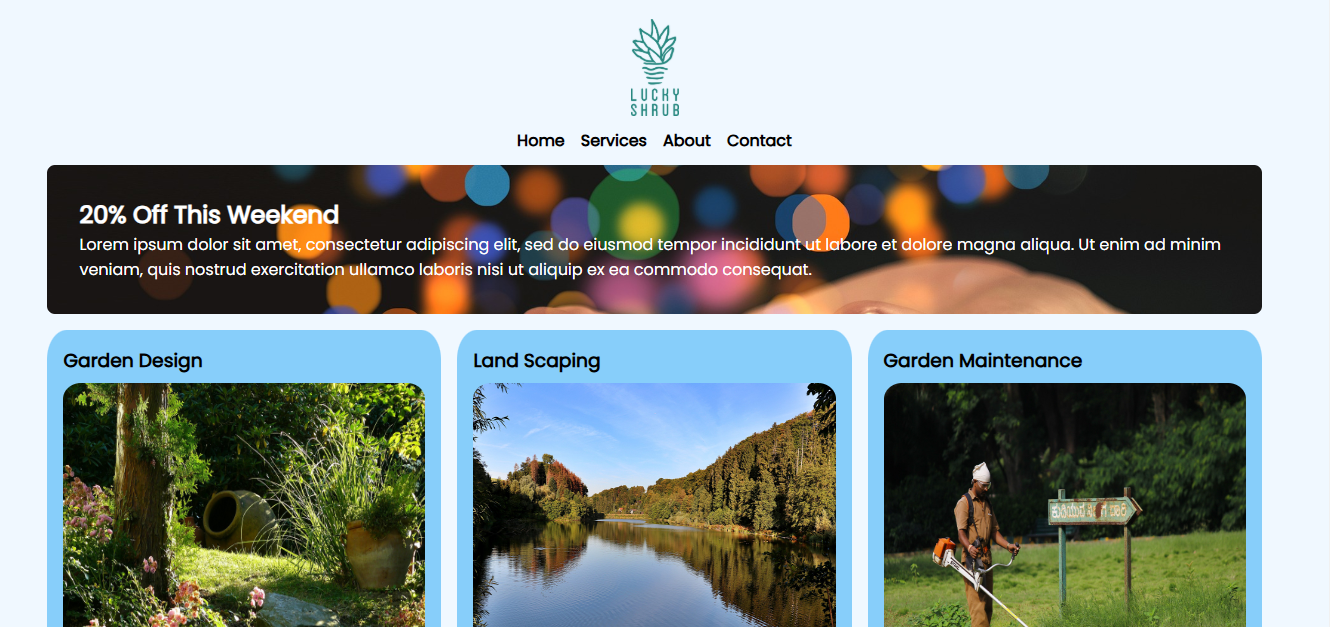 LUCKY
SHRUB
Home Services About Contact
20% Off This Weekend
Lorem ipsum dolor sit amet, consectetur adipiscing elit, sed do eiusmod tempor incididunt ut labore et dolore magna aliqua. Ut enim ad minim
veniam, quis nostrud exercitation ullamco laboris nisi ut aliquip ex ea commodo consequat.
Garden Design Land Scaping Garden Maintenance